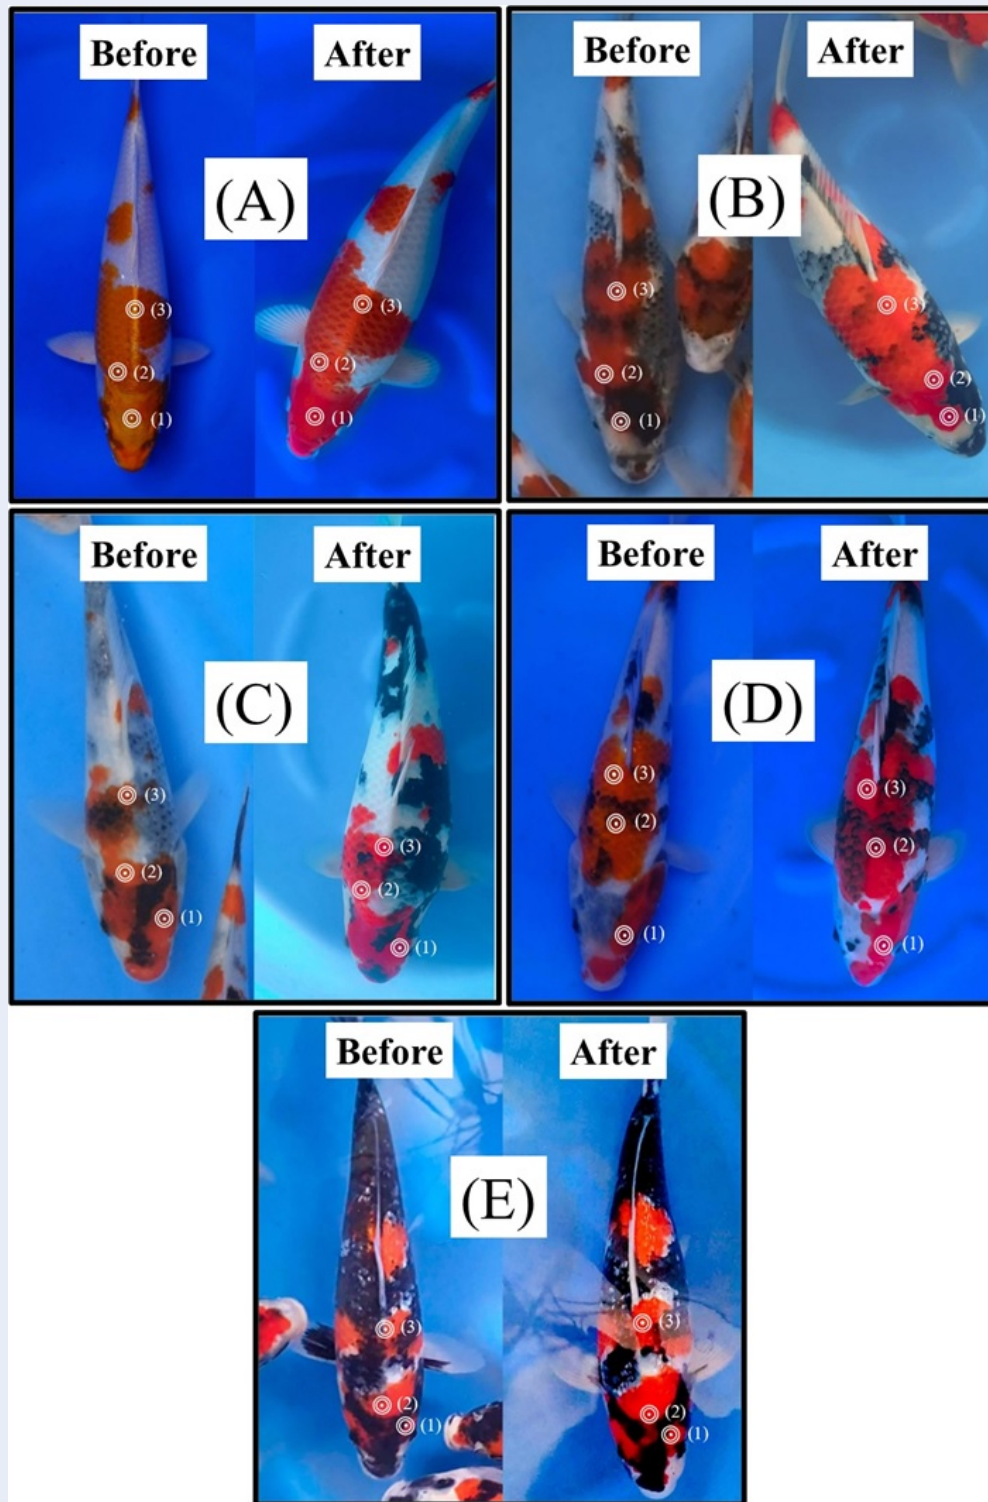 Before After
(A)
(3) (3)
(2) (2)
(1) (1)
Before After
(B)
(3) (3)
(2) (2)
(1) (1)
Before After
(C)
(3) (3)
(2) (2)
(1) (1)
Before After
(D)
(3) (3)
(2) (2)
(1) (1)
Before After
(E)
(3) (3)
(2) (2)
(1) (1)